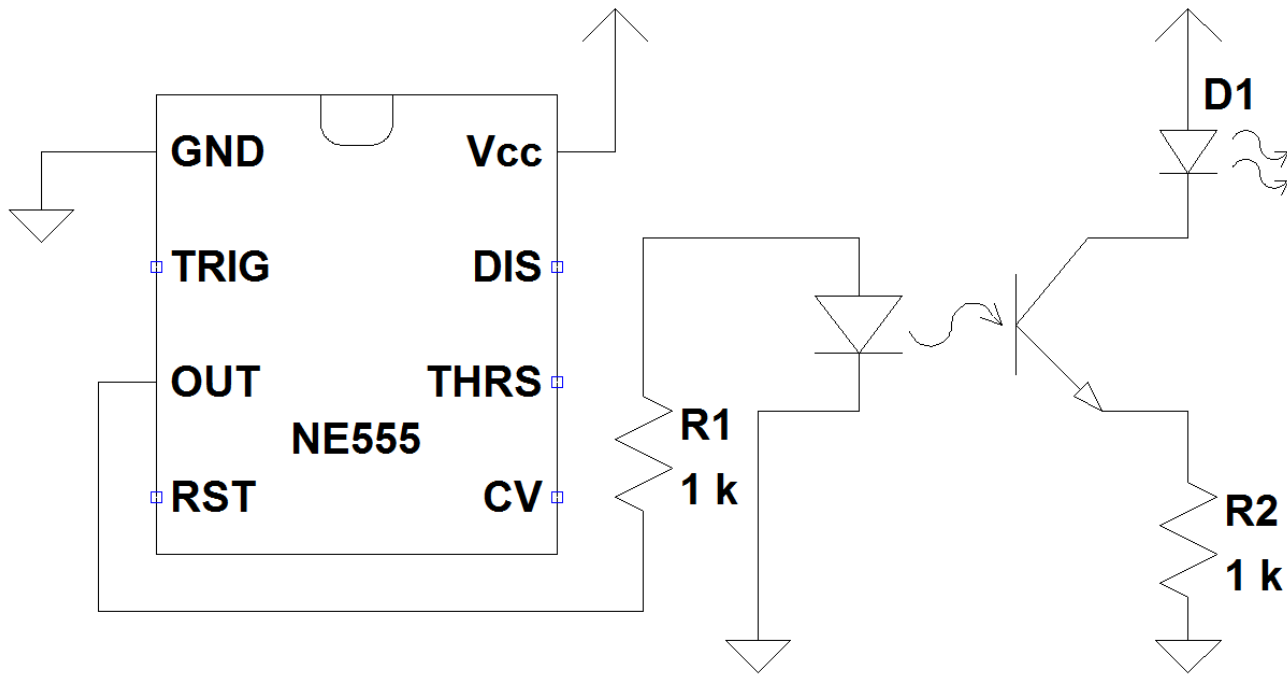 GND
Vcc
TRIG
DIS
OUT
THRS
NE555
RST
CV
R1
1 k
D1
R2
1 k